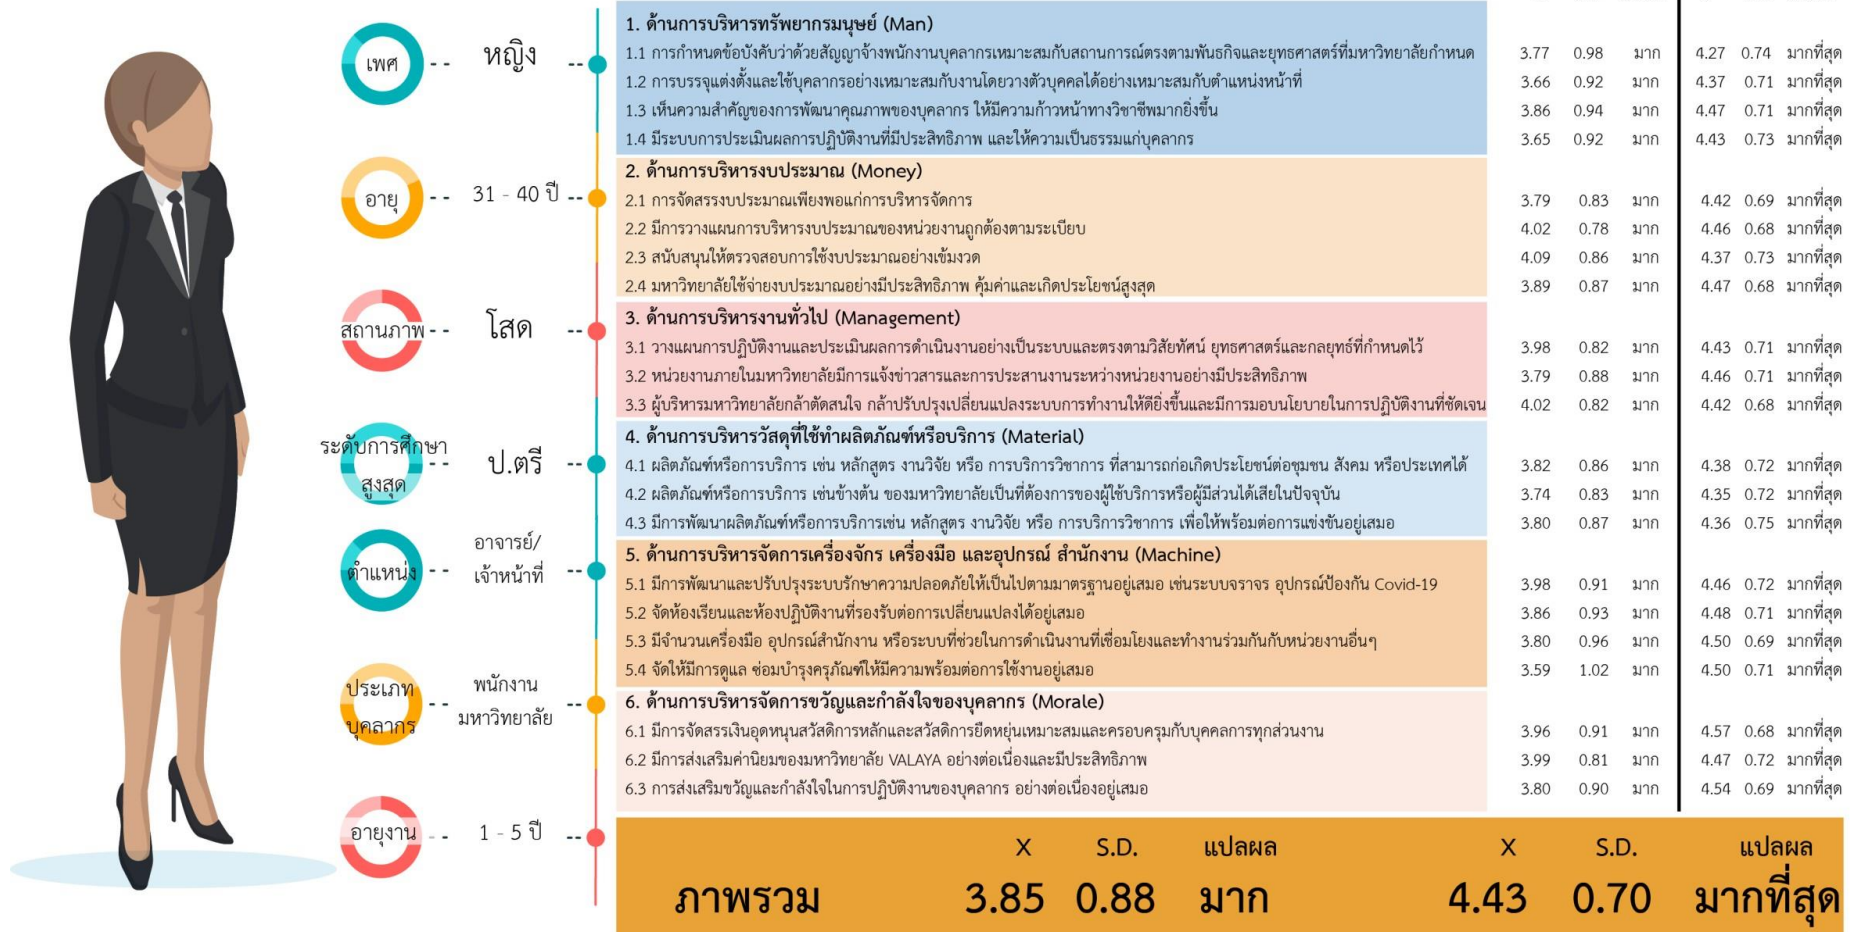 เพศ -- หญิง --
อายุ -- 31 - 40 ปี --
สถานภาพ -- โสด --
ระดับการศึกษา
สูงสุด
ป.ตรี --
ตำแหน่ง --
อาจารย์/
เจ้าหน้าที่ --
ประเภท
บุคลากร --
พนักงาน
มหาวิทยาลัย --
อายุงาน -- 1 - 5 ปี --
1. ด้านการบริหารทรัพยากรมนุษย์ (Man)
1.1 การกำหนดข้อบังคับว่าด้วยสัญญาจ้างพนักงานบุคลากรเหมาะสมกับสถานการณ์ตรงตามพันธกิจและยุทธศาสตร์ที่มหาวิทยาลัยกำหนด 3.77 0.98 มาก 4.27 0.74 มากที่สุด
1.2 การบรรจุแต่งตั้งและใช้บุคลากรอย่างเหมาะสมกับงานโดยวางตัวบุคคลได้อย่างเหมาะสมกับตำแหน่งหน้าที่ 3.66 0.92 มาก 4.37 0.71 มากที่สุด
1.3 เห็นความสำคัญของการพัฒนาคุณภาพของบุคลากร ให้มีความก้าวหน้าทางวิชาชีพมากยิ่งขึ้น 3.86 0.94 มาก 4.47 0.71 มากที่สุด
1.4 มีระบบการประเมินผลการปฏิบัติงานที่มีประสิทธิภาพ และให้ความเป็นธรรมแก่บุคลากร 3.65 0.92 มาก 4.43 0.73 มากที่สุด
2. ด้านการบริหารงบประมาณ (Money)
2.1 การจัดสรรงบประมาณเพียงพอแก่การบริหารจัดการ 3.79 0.83 มาก 4.42 0.69 มากที่สุด
2.2 มีการวางแผนการบริหารงบประมาณของหน่วยงานถูกต้องตามระเบียบ 4.02 0.78 มาก 4.46 0.68 มากที่สุด
2.3 สนับสนุนให้ตรวจสอบการใช้งบประมาณอย่างเข้มงวด 4.09 0.86 มาก 4.37 0.73 มากที่สุด
2.4 มหาวิทยาลัยใช้จ่ายงบประมาณอย่างมีประสิทธิภาพ คุ้มค่าและเกิดประโยชน์สูงสุด 3.89 0.87 มาก 4.47 0.68 มากที่สุด
3. ด้านการบริหารงานทั่วไป (Management)
3.1 วางแผนการปฏิบัติงานและประเมินผลการดำเนินงานอย่างเป็นระบบและตรงตามวิสัยทัศน์ ยุทธศาสตร์และกลยุทธ์ที่กำหนดไว้ 3.98 0.82 มาก 4.43 0.71 มากที่สุด
3.2 หน่วยงานภายในมหาวิทยาลัยมีการแจ้งข่าวสารและการประสานงานระหว่างหน่วยงานอย่างมีประสิทธิภาพ 3.79 0.88 มาก 4.46 0.71 มากที่สุด
3.3 ผู้บริหารมหาวิทยาลัยกล้าตัดสนใจ กล้าปรับปรุงเปลี่ยนแปลงระบบการทำงานให้ดียิ่งขึ้นและมีการมอบนโยบายในการปฏิบัติงานที่ชัดเจน 4.02 0.82 มาก 4.42 0.68 มากที่สุด
4. ด้านการบริหารวัสดุที่ใช้ทำผลิตภัณฑ์หรือบริการ (Material)
4.1 ผลิตภัณฑ์หรือการบริการ เช่น หลักสูตร งานวิจัย หรือ การบริการวิชาการ ที่สามารถก่อเกิดประโยชน์ต่อชุมชน สังคม หรือประเทศได้ 3.82 0.86 มาก 4.38 0.72 มากที่สุด
4.2 ผลิตภัณฑ์หรือการบริการ เช่นข้างต้น ของมหาวิทยาลัยเป็นที่ต้องการของผู้ใช้บริการหรือผู้มีส่วนได้เสียในปัจจุบัน 3.74 0.83 มาก 4.35 0.72 มากที่สุด
4.3 มีการพัฒนาผลิตภัณฑ์หรือการบริการเช่น หลักสูตร งานวิจัย หรือ การบริการวิชาการ เพื่อให้พร้อมต่อการแข่งขันอยู่เสมอ 3.80 0.87 มาก 4.36 0.75 มากที่สุด
5. ด้านการบริหารจัดการเครื่องจักร เครื่องมือ และอุปกรณ์ สำนักงาน (Machine)
5.1 มีการพัฒนาและปรับปรุงระบบรักษาความปลอดภัยให้เป็นไปตามมาตรฐานอยู่เสมอ เช่นระบบจราจร อุปกรณ์ป้องกัน Covid-19 3.98 0.91 มาก 4.46 0.72 มากที่สุด
5.2 จัดห้องเรียนและห้องปฏิบัติงานที่รองรับต่อการเปลี่ยนแปลงได้อยู่เสมอ 3.86 0.93 มาก 4.48 0.71 มากที่สุด
5.3 มีจำนวนเครื่องมือ อุปกรณ์สำนักงาน หรือระบบที่ช่วยในการดำเนินงานที่เชื่อมโยงและทำงานร่วมกันกับหน่วยงานอื่นๆ 3.80 0.96 มาก 4.50 0.69 มากที่สุด
5.4 จัดให้มีการดูแล ซ่อมบำรุงครุภัณฑ์ให้มีความพร้อมต่อการใช้งานอยู่เสมอ 3.59 1.02 มาก 4.50 0.71 มากที่สุด
6. ด้านการบริหารจัดการขวัญและกำลังใจของบุคลากร (Morale)
6.1 มีการจัดสรรเงินอุดหนุนสวัสดิการหลักและสวัสดิการยืดหยุ่นเหมาะสมและครอบครุมกับบุคคลการทุกส่วนงาน 3.96 0.91 มาก 4.57 0.68 มากที่สุด
6.2 มีการส่งเสริมค่านิยมของมหาวิทยาลัย VALAYA อย่างต่อเนื่องและมีประสิทธิภาพ 3.99 0.81 มาก 4.47 0.72 มากที่สุด
6.3 การส่งเสริมขวัญและกำลังใจในการปฏิบัติงานของบุคลากร อย่างต่อเนื่องอยู่เสมอ 3.80 0.90 มาก 4.54 0.69 มากที่สุด
X S.D. แปลผล X S.D. แปลผล
ภาพรวม 3.85 0.88 มาก 4.43 0.70 มากที่สุด